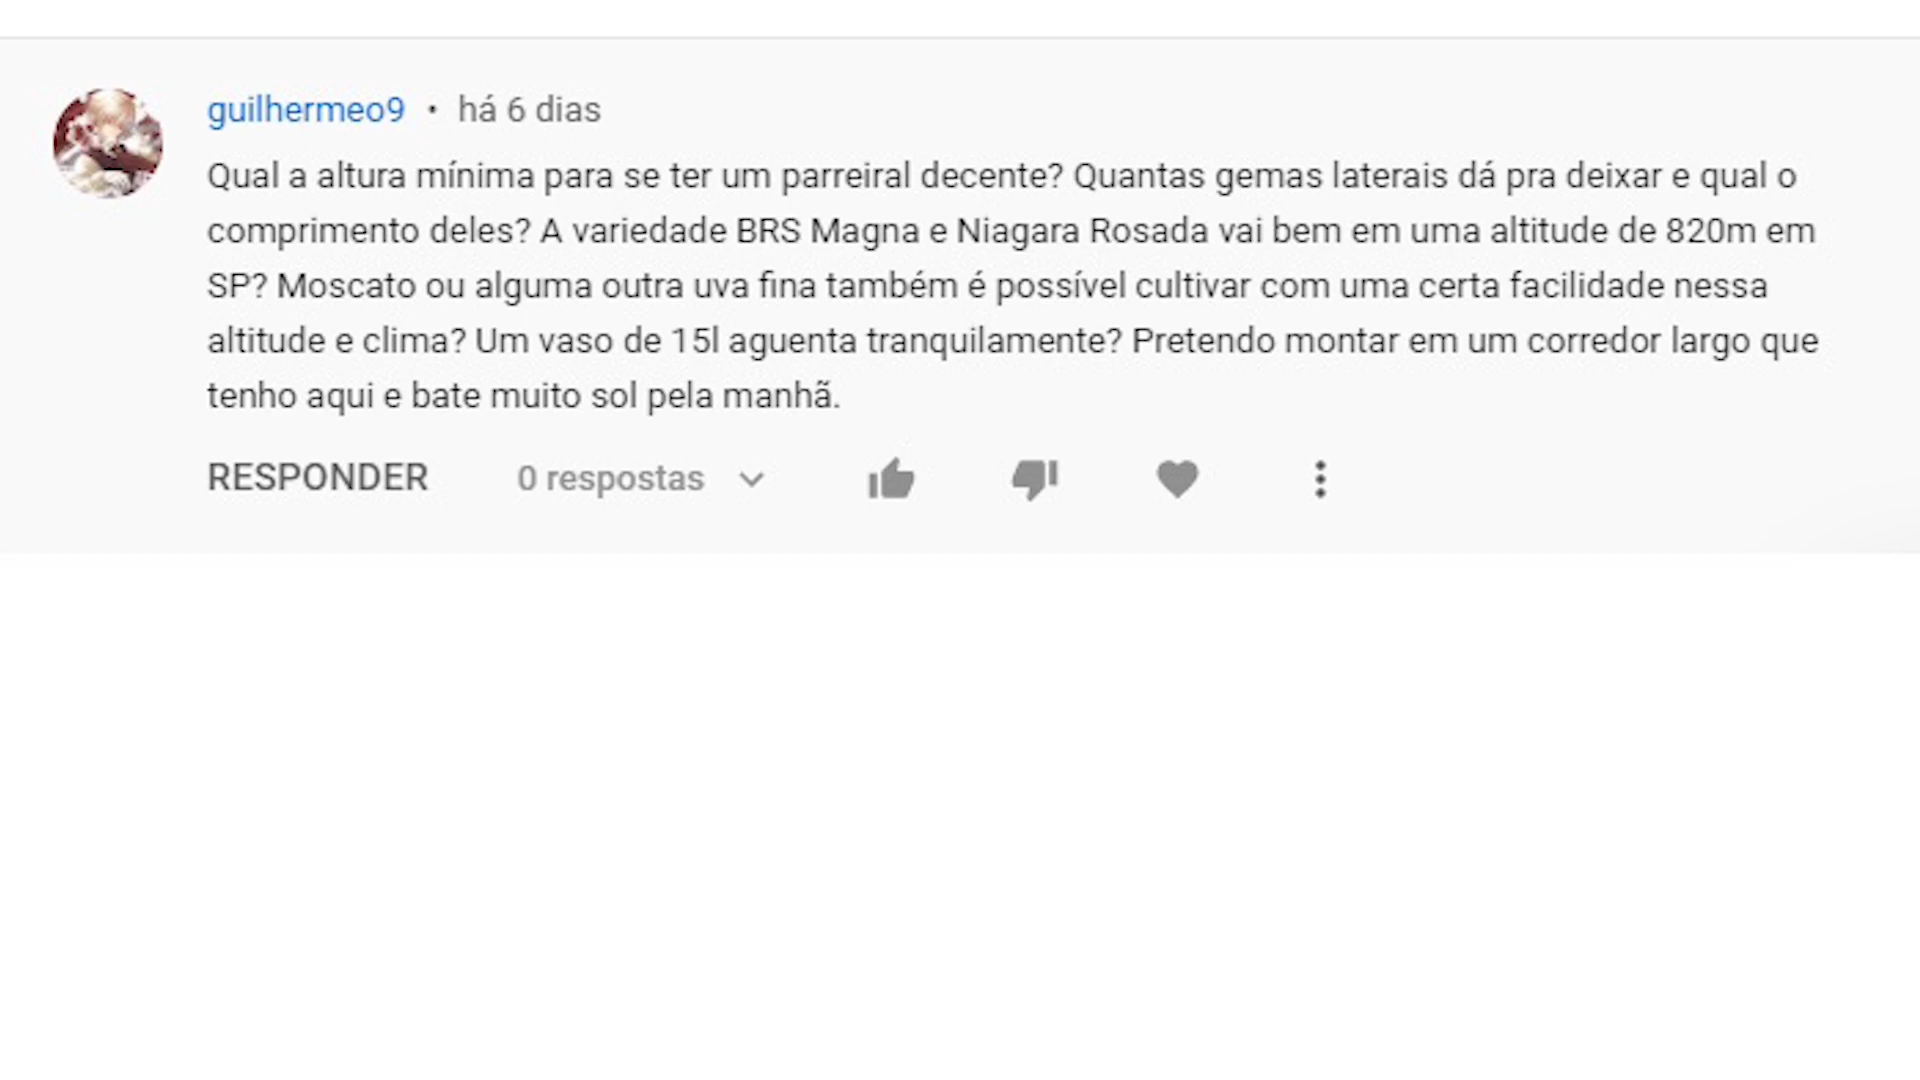 guilhermeo9 • há 6 dias
Qual a altura mínima para se ter um parreiral decente? Quantas gemas laterais dá pra deixar e qual o
comprimento deles? A variedade BRS Magna e Niagara Rosada vai bem em uma altitude de 820m em
SP? Moscato ou alguma outra uva fina também é possível cultivar com uma certa facilidade nessa
altitude e clima? Um vaso de 15l aguenta tranquilamente? Pretendo montar em um corredor largo que
tenho aqui e bate muito sol pela manhã.
RESPONDER 0 respostas